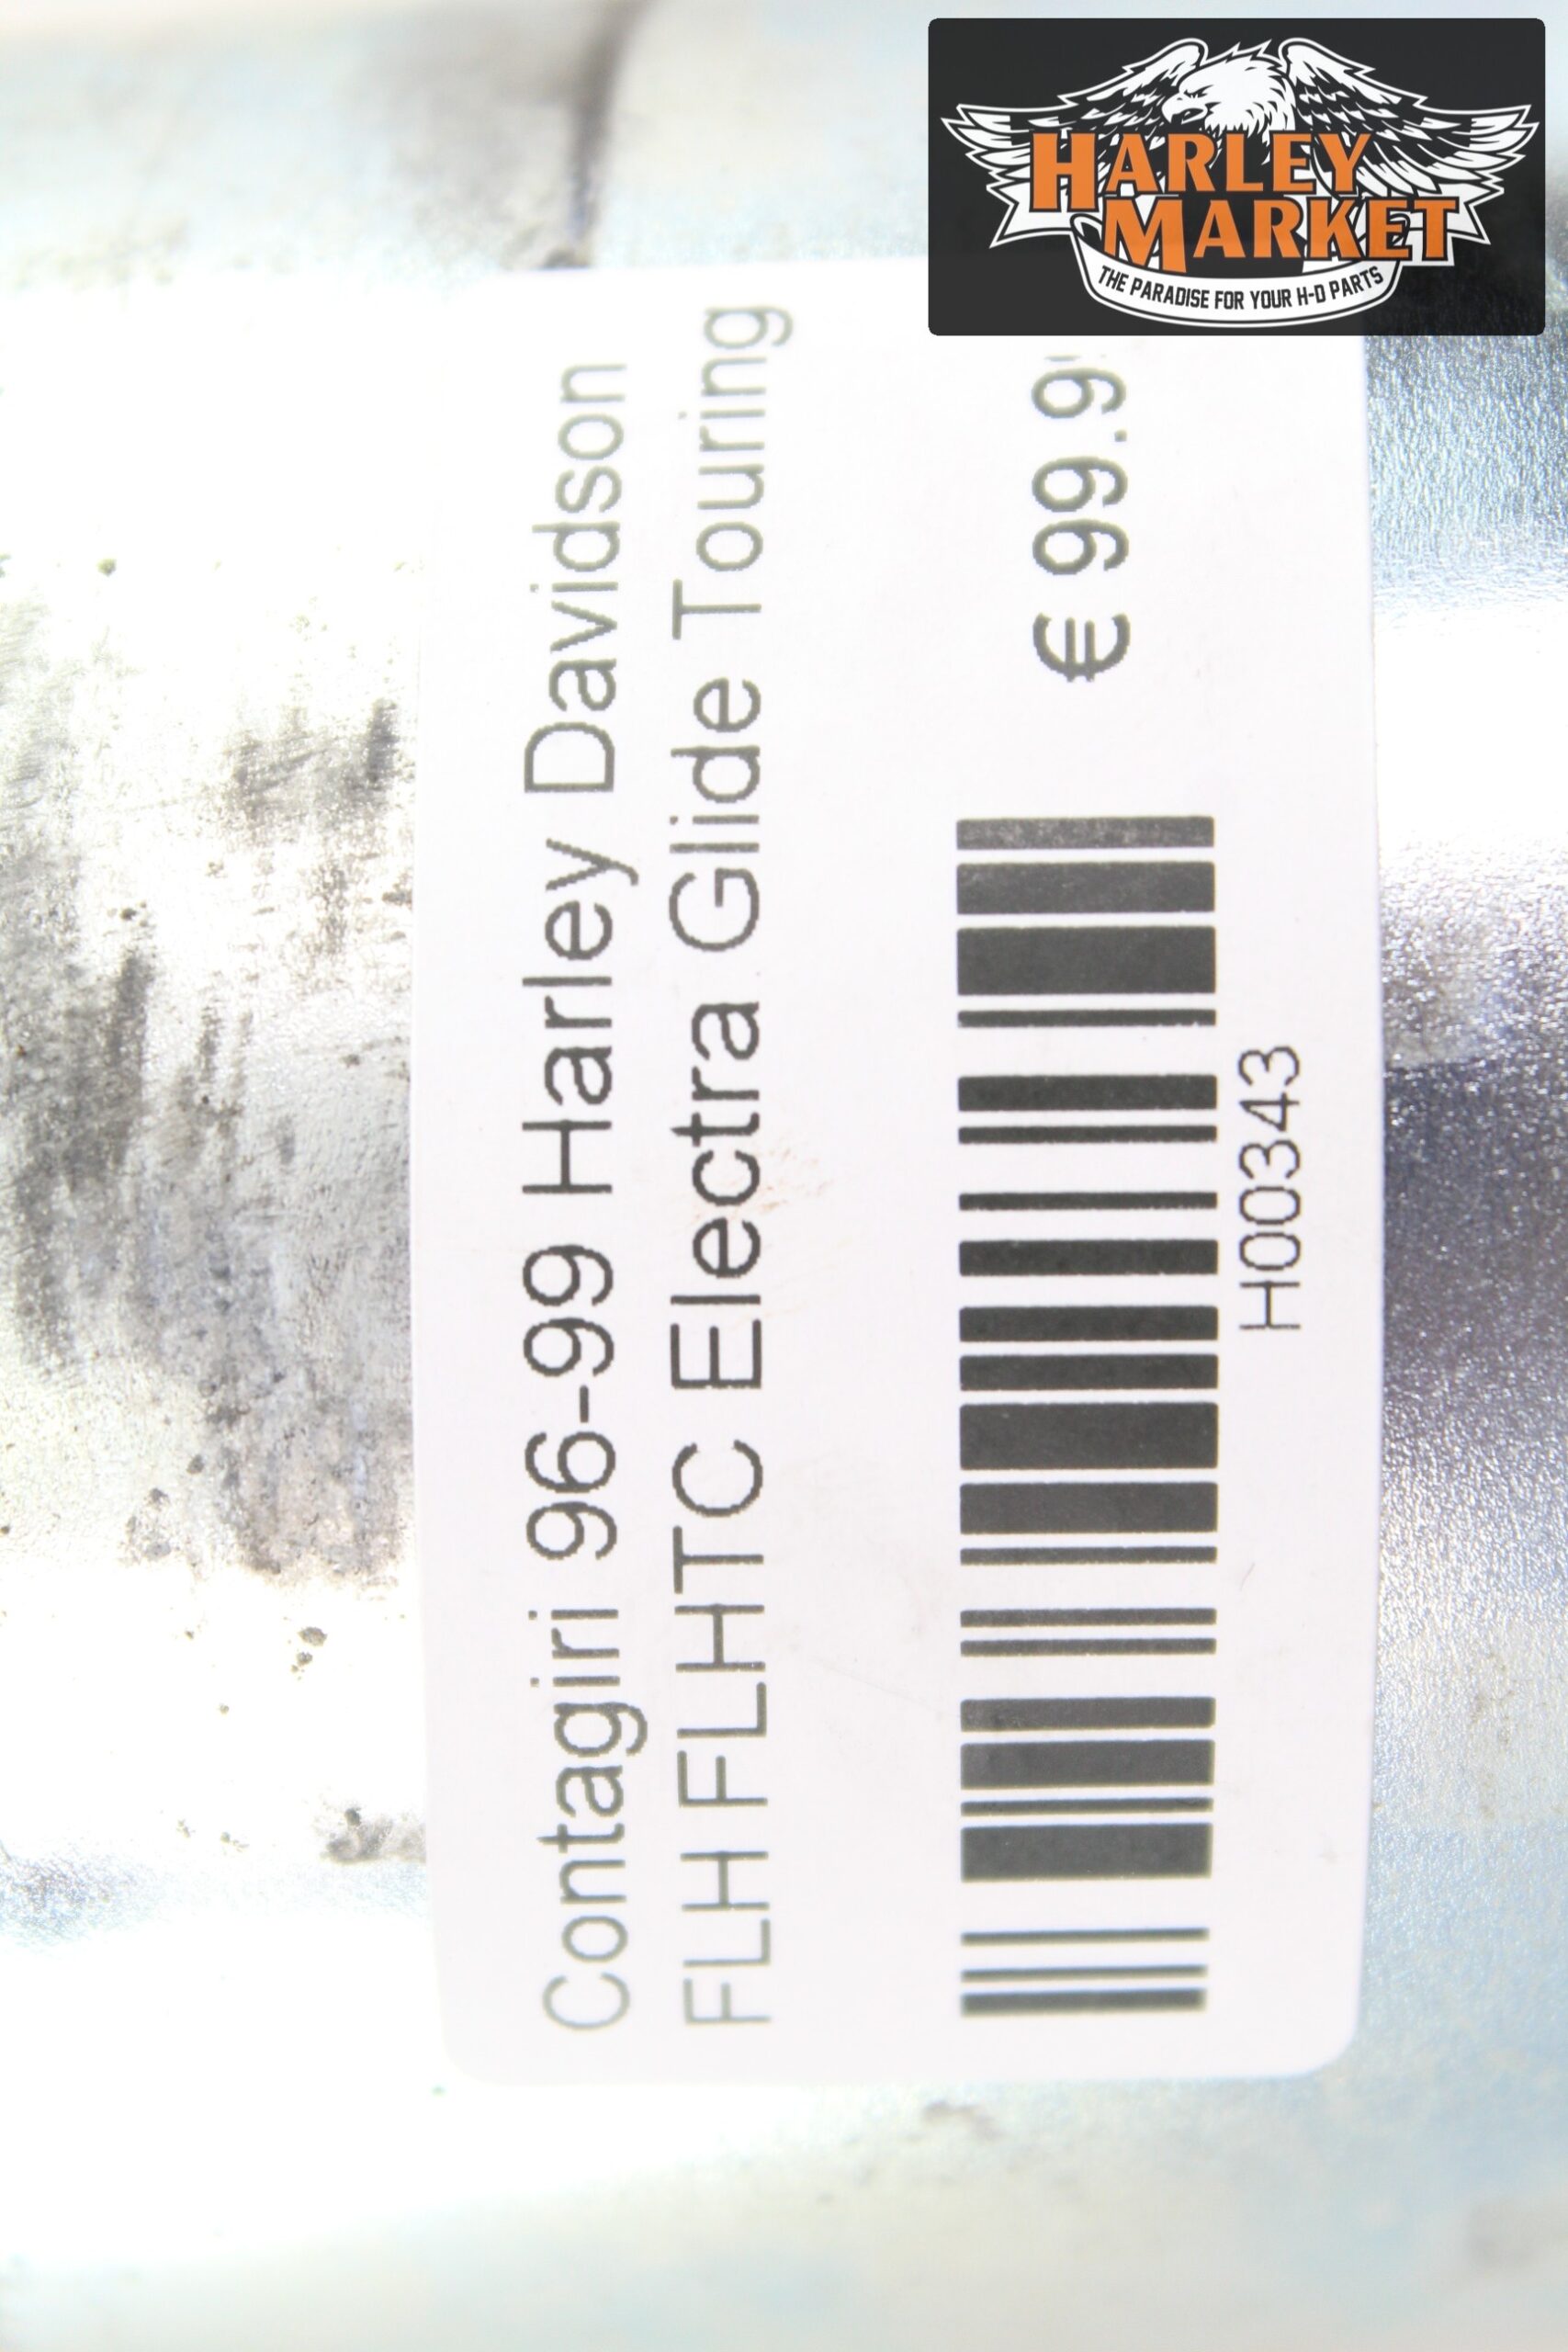 HARLEY
MARKET
THE PARADISE FOR YOUR H-D PARTS
Contagiri 96-99 Harley Davidson
FLH FLHTC Electra Glide Touring
€ 99.9
H00343